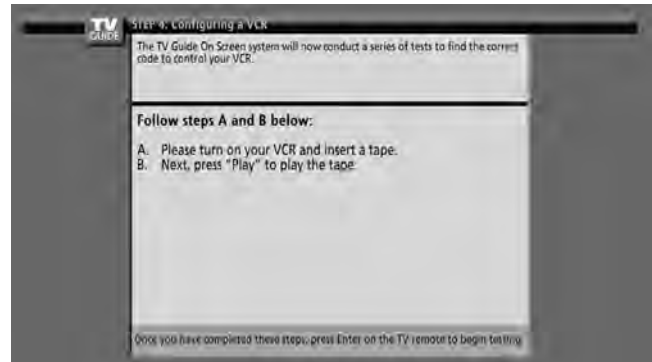 TV
GUIDE
STEP 4: Configuring a VCR
The TV Guide On Screen system will now conduct a series of tests to find the correct
code to control your VCR.
Follow steps A and B below:
A. Please turn on your VCR and insert a tape.
B. Next, press "Play" to play the tape.
Once you have completed these steps, press Enter on the TV remote to begin testing.